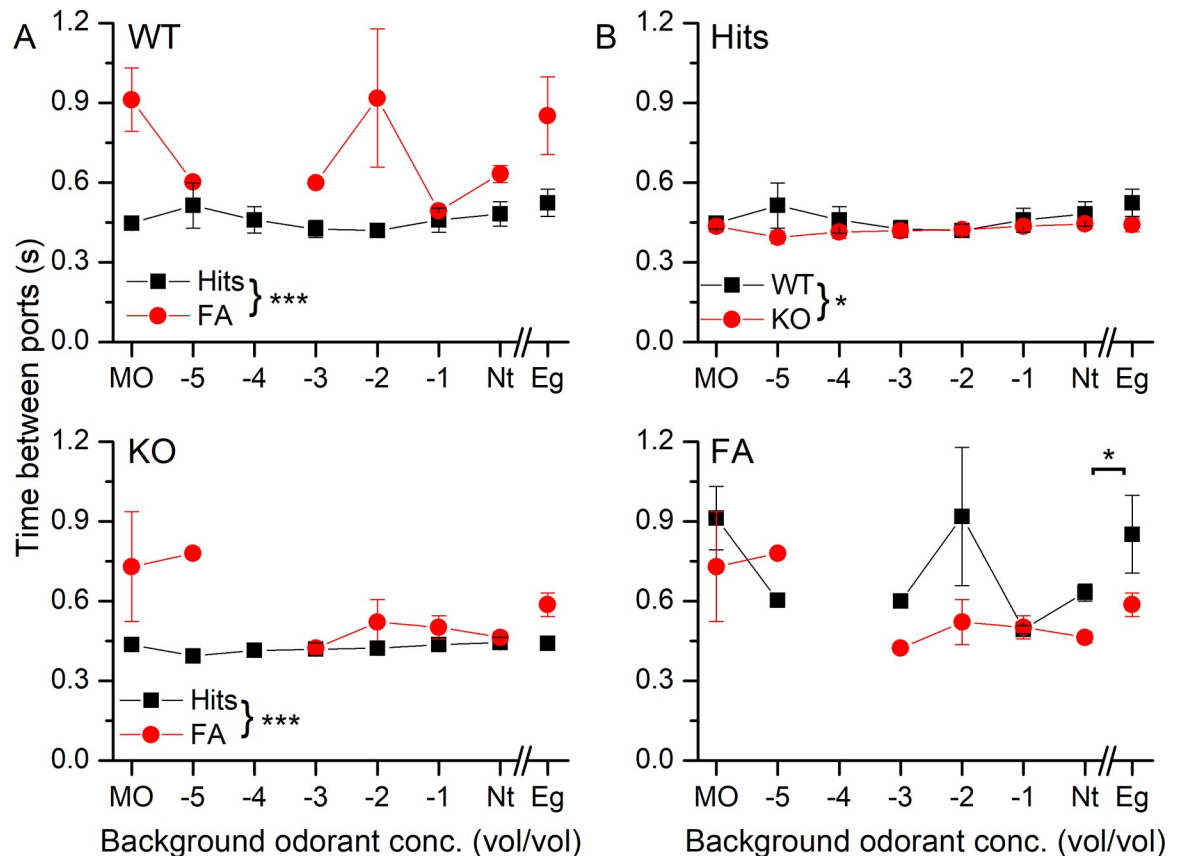 A WT
1.2
0.9
0.6
0.3
0.0
Hits
FA
***
MO -5 -4 -3 -2 -1 Nt Eg
B Hits
1.2
0.9
0.6
0.3
0.0
WT
KO
*
MO -5 -4 -3 -2 -1 Nt Eg
Time between ports (s)
KO
1.2
0.9
0.6
0.3
0.0
Hits
FA
***
MO -5 -4 -3 -2 -1 Nt Eg
Background odorant conc. (vol/vol)
FA
*
1.2
0.9
0.6
0.3
0.0
MO -5 -4 -3 -2 -1 Nt Eg
Background odorant conc. (vol/vol)